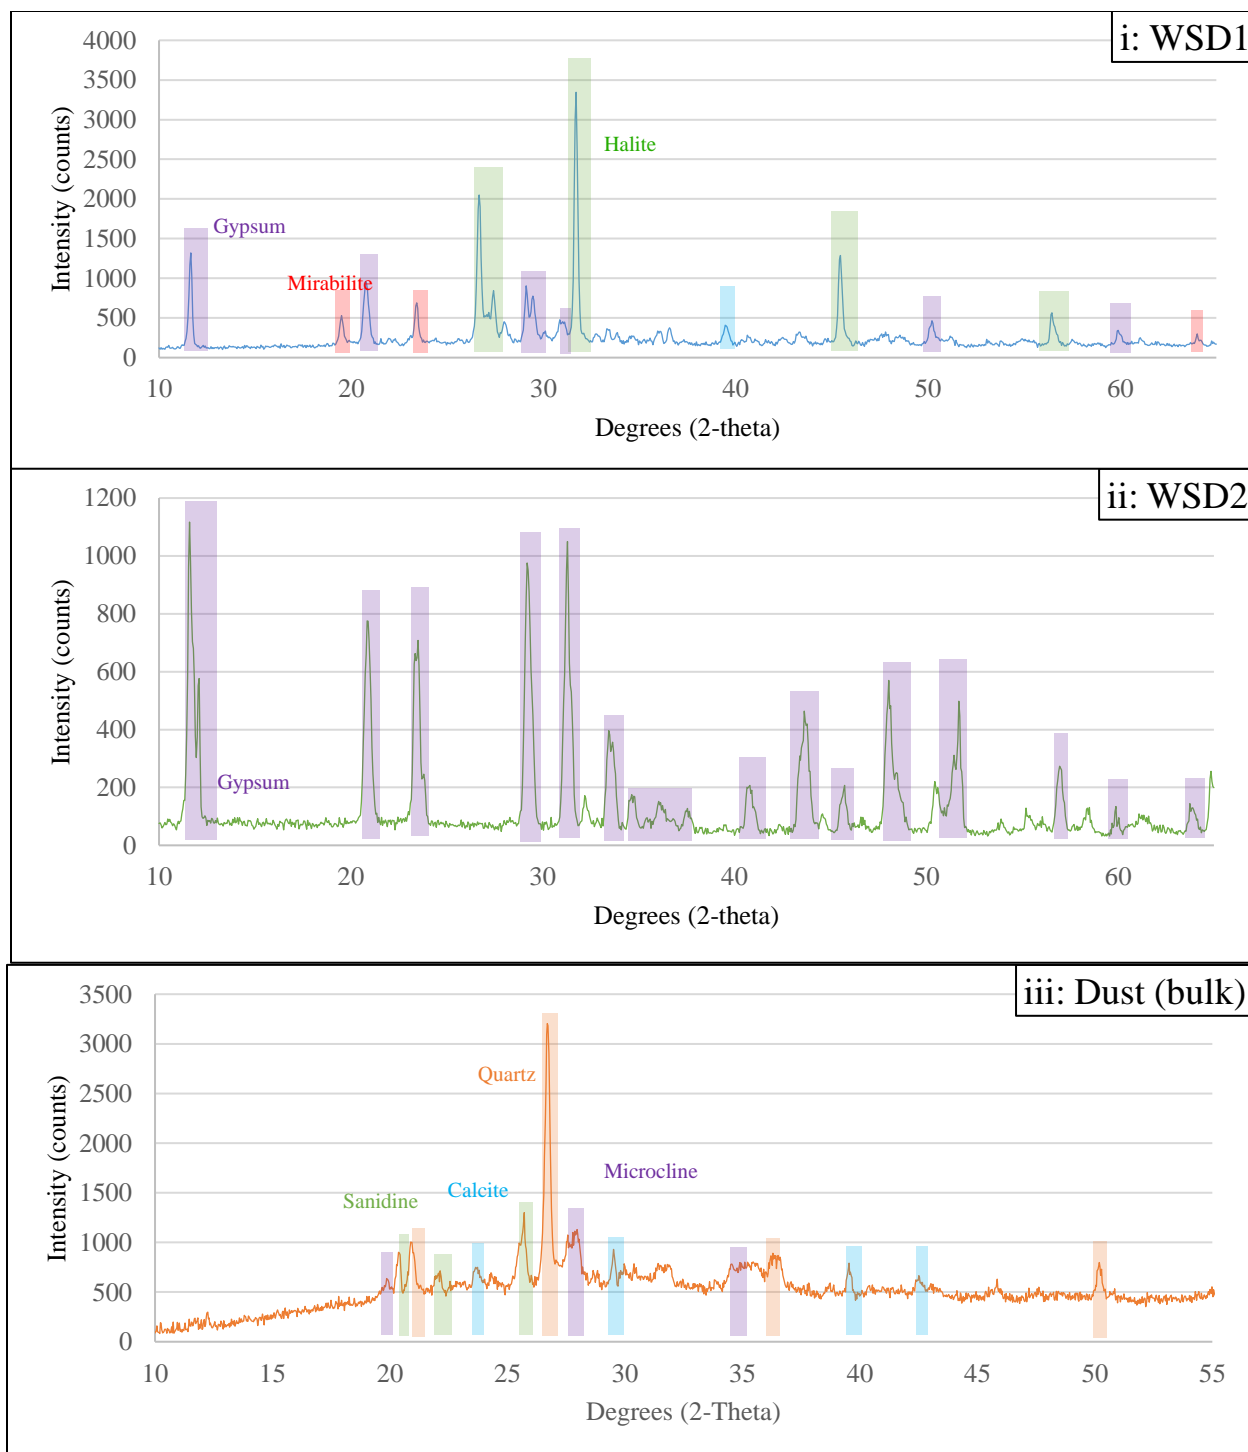 i: WSD1
4000
3500
3000
2500
2000
1500
1000
500
0
Intensity (counts)
Halite
Gypsum
Mirabilite
10 20 30 40 50 60
Degrees (2-theta)
ii: WSD2
1200
1000
800
600
400
200
0
Intensity (counts)
Gypsum
10 20 30 40 50 60
Degrees (2-theta)
iii: Dust (bulk)
3500
3000
2500
2000
1500
1000
500
0
Intensity (counts)
Quartz
Microcline
Calcite
Sanidine
10 15 20 25 30 35 40 45 50 55
Degrees (2-Theta)